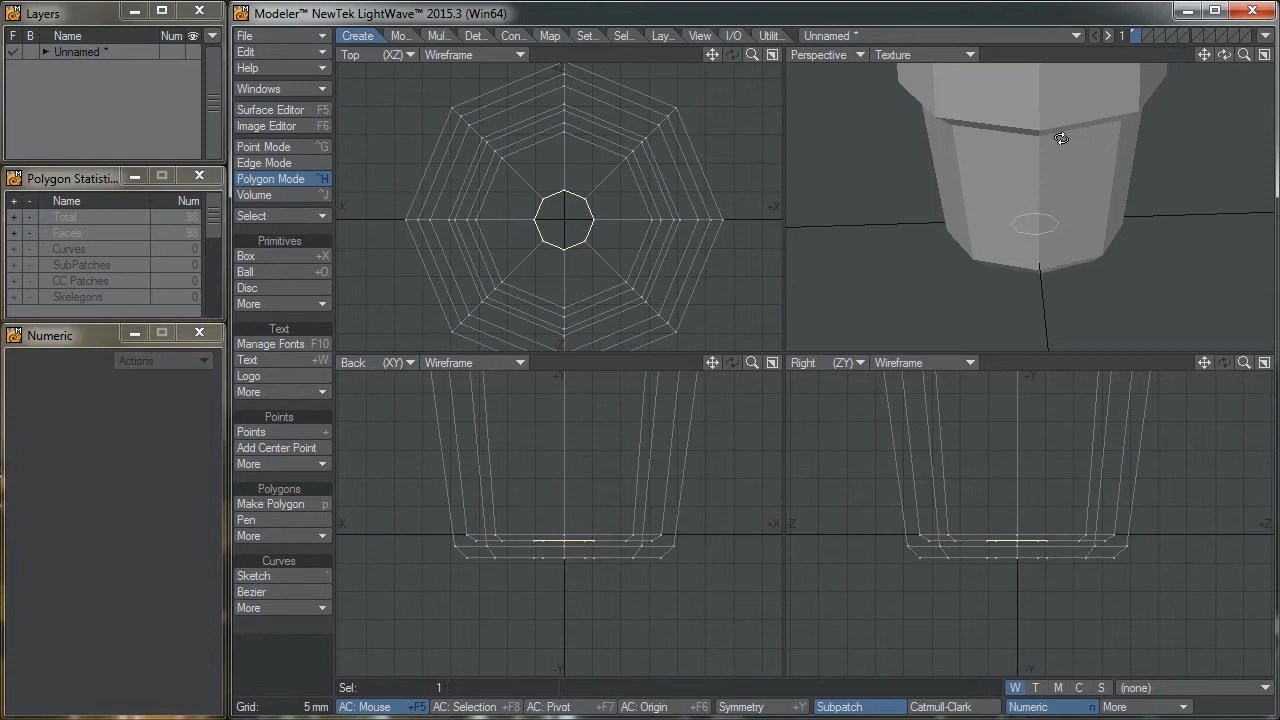 Layers
F B Name Num
Unnamed *
Polygon Statisti...
+ - Name Num
+ - Total 98
+ - Faces 98
+ - Curves 0
+ - SubPatches 0
+ - CC Patches 0
+ - Skelegons 0
Numeric
Actions
Modeler™ NewTek LightWave™ 2015.3 (Win64)
File
Edit
Help
Windows
Surface Editor F5
Image Editor F6
Point Mode ^G
Edge Mode
Polygon Mode ^H
Volume ^J
Select
Primitives
Box +X
Ball +O
Disc
More
Text
Manage Fonts F10
Text +W
Logo
More
Points
Points +
Add Center Point
More
Polygons
Make Polygon p
Pen
More
Curves
Sketch `
Bezier
More
Grid: 5 mm
Create Mo... Mul... Det... Con... Map Set... Sel... Lay... View I/O Utilit... Unnamed * 1
Top (XZ) Wireframe
-X +X
-Z
Perspective Texture
Back (XY) Wireframe
+Y
-X +X
-Y
Right (ZY) Wireframe
+Y
-Z +Z
-Y
Sel: 1
W T M C S (none)
AC: Mouse +F5 AC: Selection +F8 AC: Pivot +F7 AC: Origin +F6 Symmetry +Y Subpatch Catmull-Clark Numeric n More